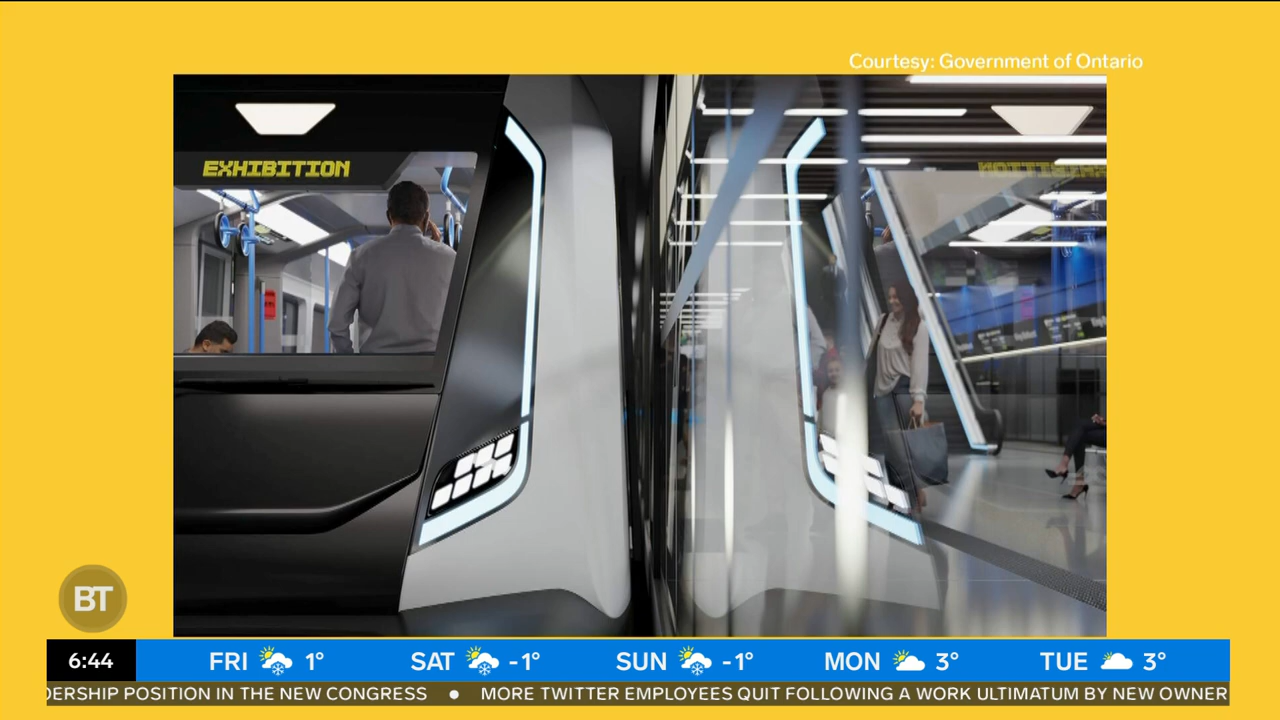 Courtesy: Government of Ontario
EXHIBITION
BT
6:44 FRI 1° SAT -1° SUN -1° MON 3° TUE 3°
DERSHIP POSITION IN THE NEW CONGRESS • MORE TWITTER EMPLOYEES QUIT FOLLOWING A WORK ULTIMATUM BY NEW OWNER